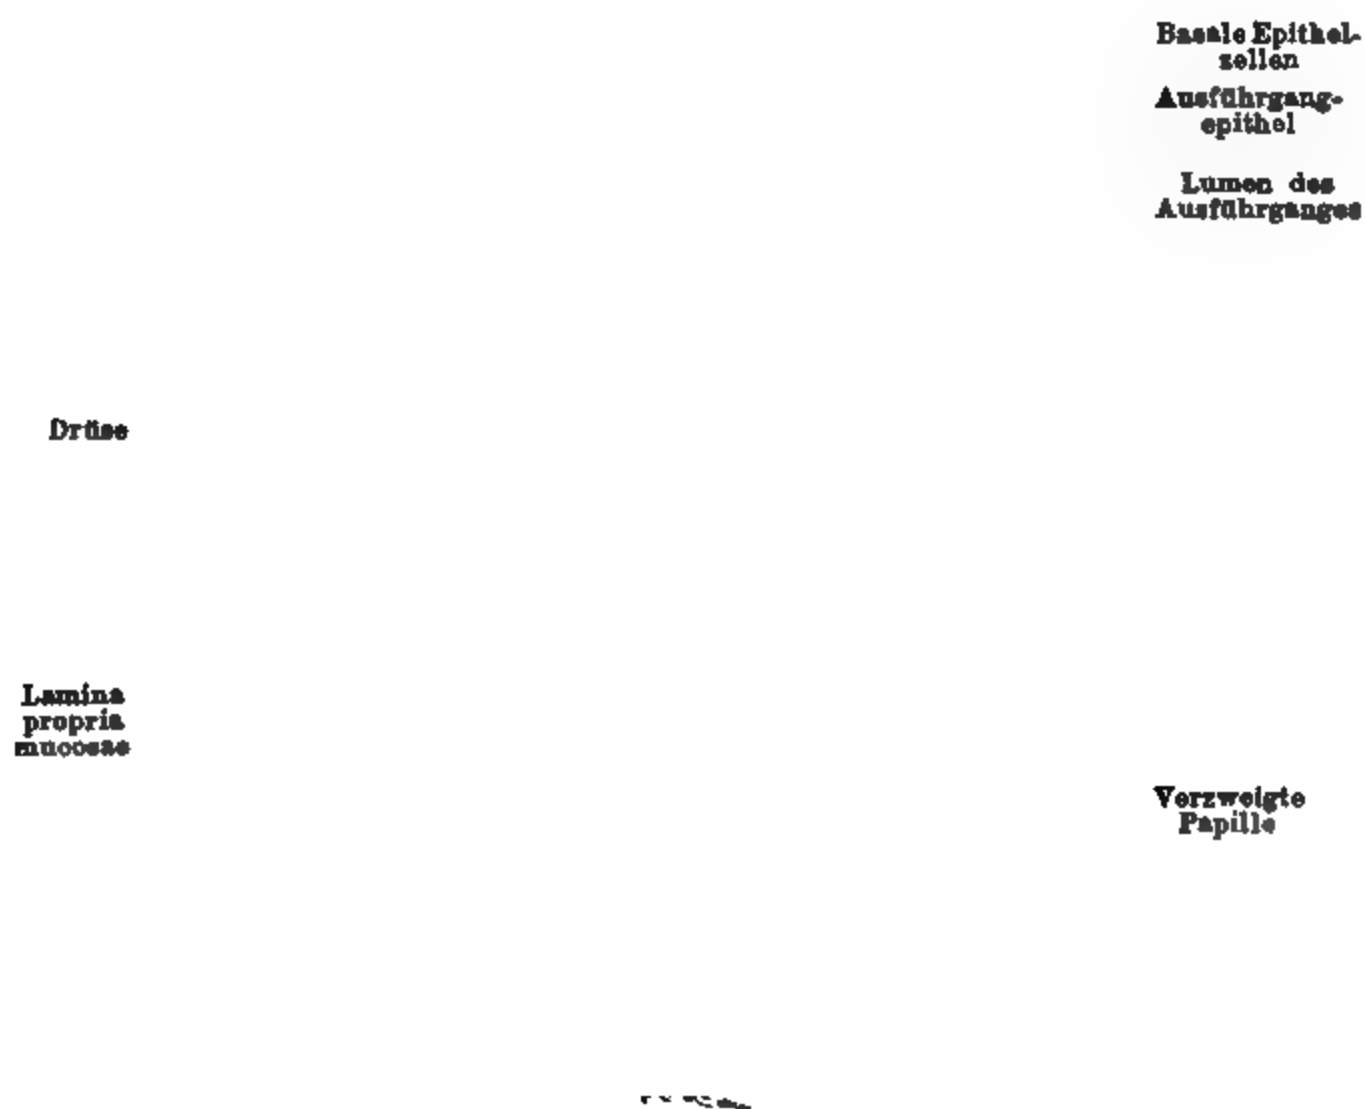 Basale Epithel-
zellen
Ausführgang-
epithel
Lumen des
Ausführganges
Drüse
Lamina
propria
mucosae
Verzweigte
Papille